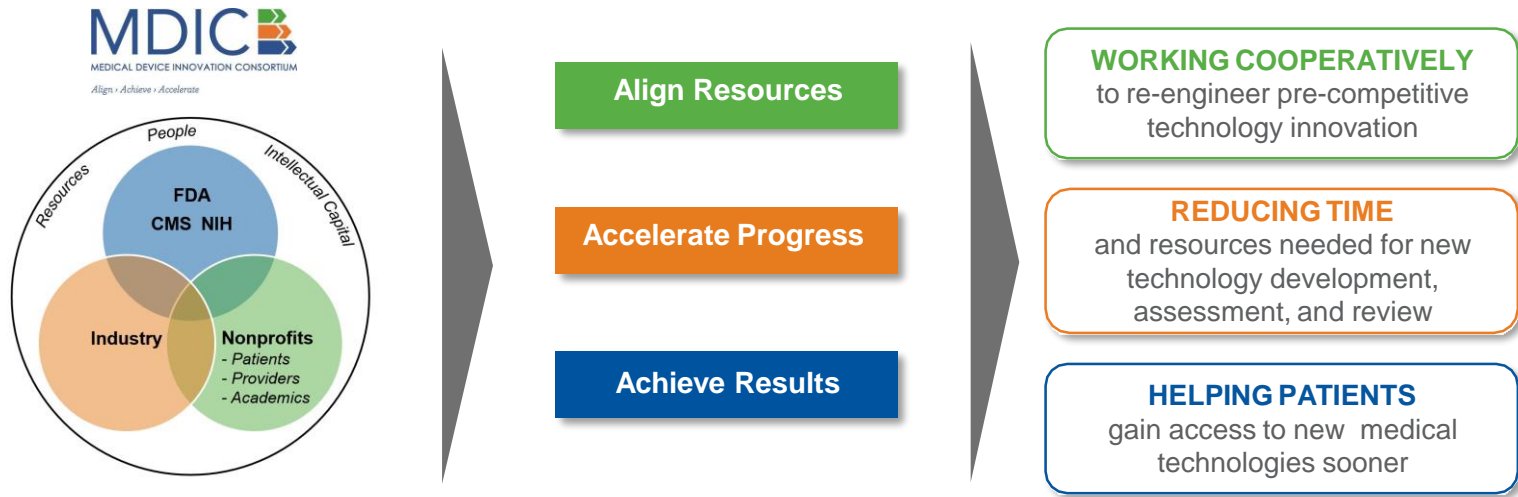 MDIC
MEDICAL DEVICE INNOVATION CONSORTIUM
Align › Achieve › Accelerate
Resources
People
Intellectual Capital
FDA
CMS NIH
Industry
Nonprofits
- Patients
- Providers
- Academics
Align Resources
Accelerate Progress
Achieve Results
WORKING COOPERATIVELY
to re-engineer pre-competitive
technology innovation
REDUCING TIME
and resources needed for new
technology development,
assessment, and review
HELPING PATIENTS
gain access to new medical
technologies sooner